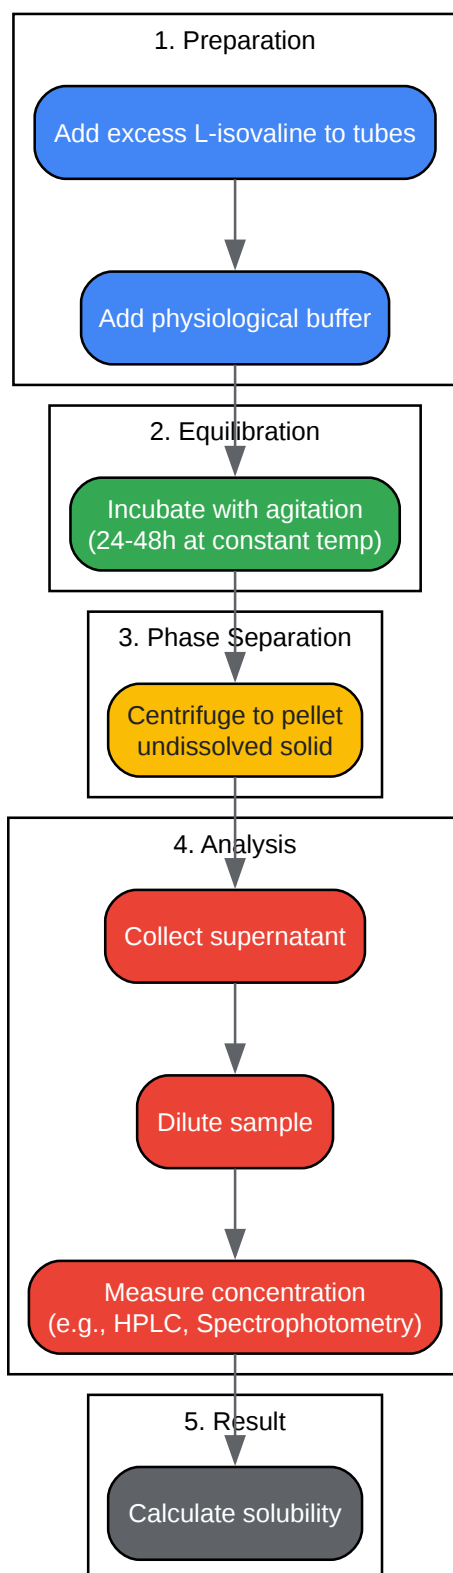 1. Preparation
Add excess L-isovaline to tubes
Add physiological buffer
2. Equilibration
Incubate with agitation
(24-48h at constant temp)
3. Phase Separation
Centrifuge to pellet
undissolved solid
4. Analysis
Collect supernatant
Dilute sample
Measure concentration
(e.g., HPLC, Spectrophotometry)
5. Result
Calculate solubility